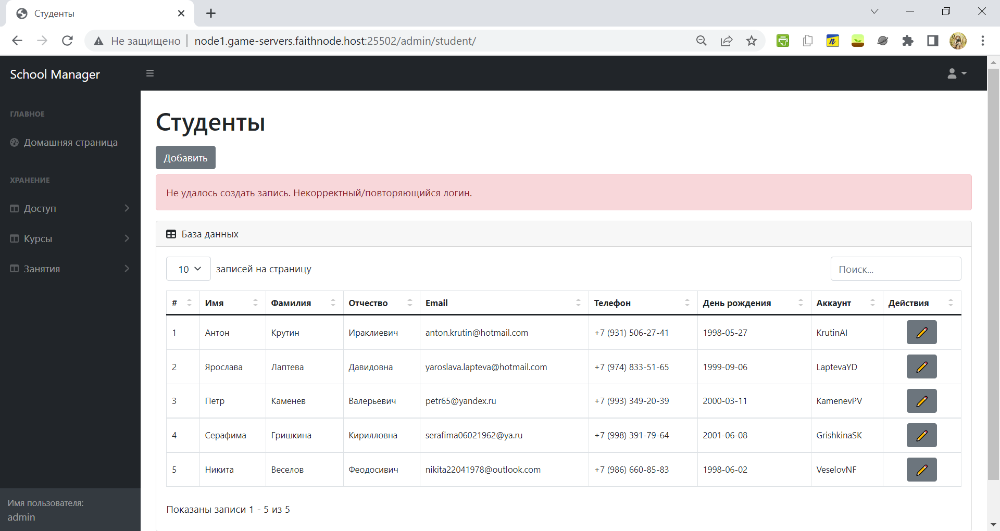 Студенты
Не защищено
node1.game-servers.faithnode.host:25502/admin/student/
School Manager
ГЛАВНОЕ
Домашняя страница
ХРАНЕНИЕ
Доступ
Курсы
Занятия
Имя пользователя:
admin
Студенты
Добавить
Не удалось создать запись. Некорректный/повторяющийся логин.
База данных
10 записей на страницу
Поиск...
# Имя Фамилия Отчество Email Телефон День рождения Аккаунт Действия
1 Антон Крутин Ираклиевич anton.krutin@hotmail.com +7 (931) 506-27-41 1998-05-27 KrutinAI
2 Ярослава Лаптева Давидовна yaroslava.lapteva@hotmail.com +7 (974) 833-51-65 1999-09-06 LaptevaYD
3 Петр Каменев Валерьевич petr65@yandex.ru +7 (993) 349-20-39 2000-03-11 KamenevPV
4 Серафима Гришкина Кирилловна serafima06021962@ya.ru +7 (998) 391-79-64 2001-06-08 GrishkinaSK
5 Никита Веселов Феодосивич nikita22041978@outlook.com +7 (986) 660-85-83 1998-06-02 VeselovNF
Показаны записи 1 - 5 из 5